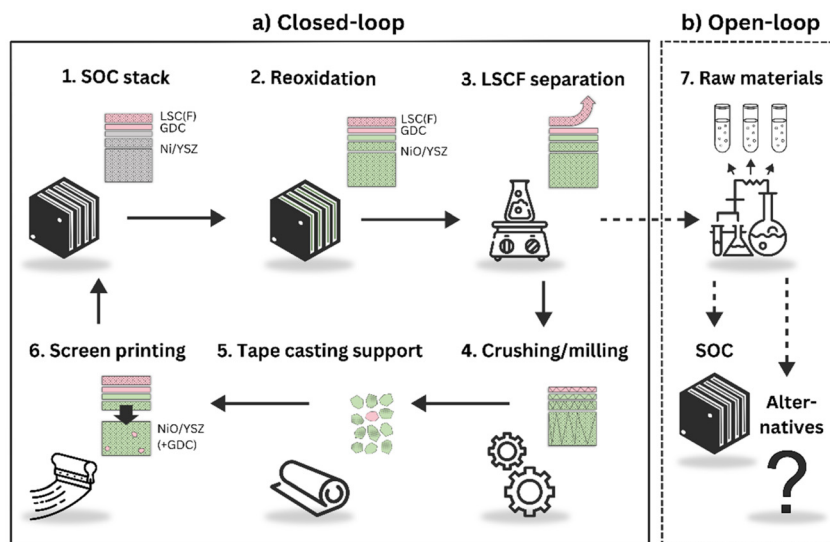 a) Closed-loop
b) Open-loop
1. SOC stack
2. Reoxidation
3. LSCF separation
7. Raw materials
LSC(F)
GDC
Ni/YSZ
LSC(F)
GDC
NiO/YSZ
6. Screen printing
5. Tape casting support
4. Crushing/milling
SOC
NiO/YSZ
(+GDC)
Alter-
natives
?